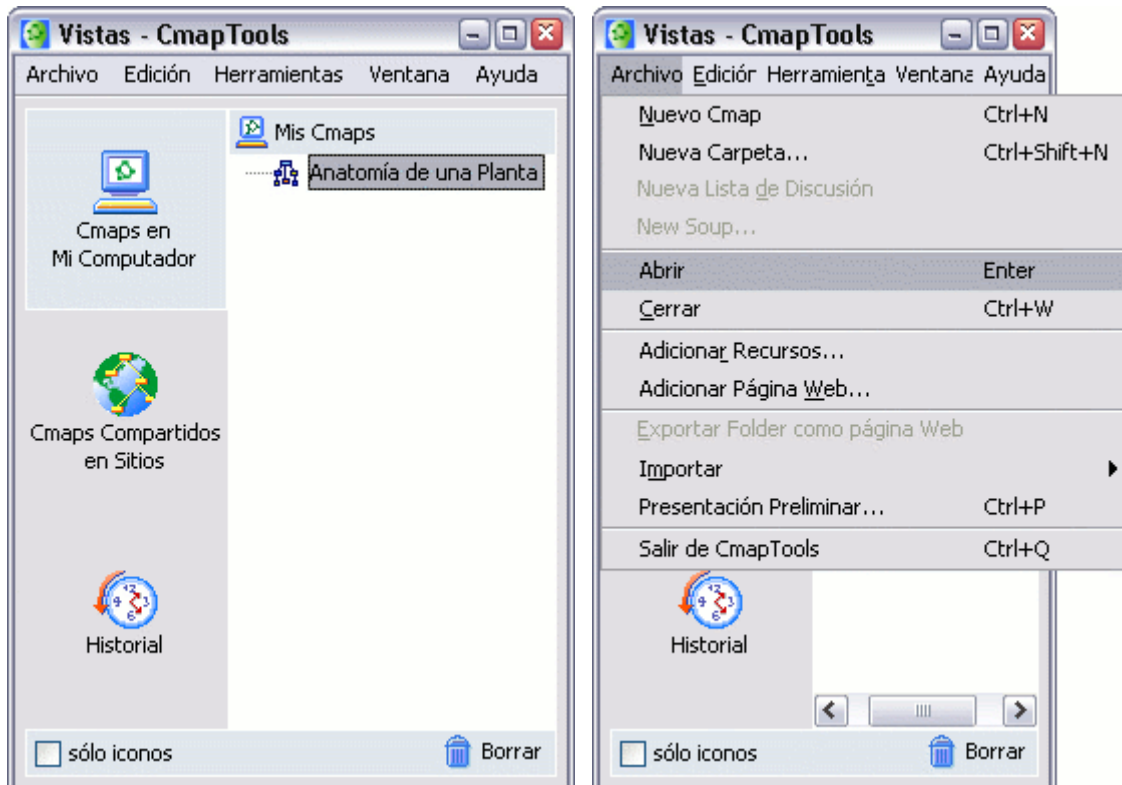 Vistas - CmapTools
Archivo Edición Herramientas Ventana Ayuda
Mis Cmaps
Anatomía de una Planta
Cmaps en
Mi Computador
Cmaps Compartidos
en Sitios
Historial
sólo iconos
Borrar
Vistas - CmapTools
Archivo Edición Herramienta Ventana Ayuda
Nuevo Cmap Ctrl+N
Nueva Carpeta... Ctrl+Shift+N
Nueva Lista de Discusión
New Soup...
Abrir Enter
Cerrar Ctrl+W
Adicionar Recursos...
Adicionar Página Web...
Exportar Folder como página Web
Importar
Presentación Preliminar... Ctrl+P
Salir de CmapTools Ctrl+Q
Historial
sólo iconos
Borrar